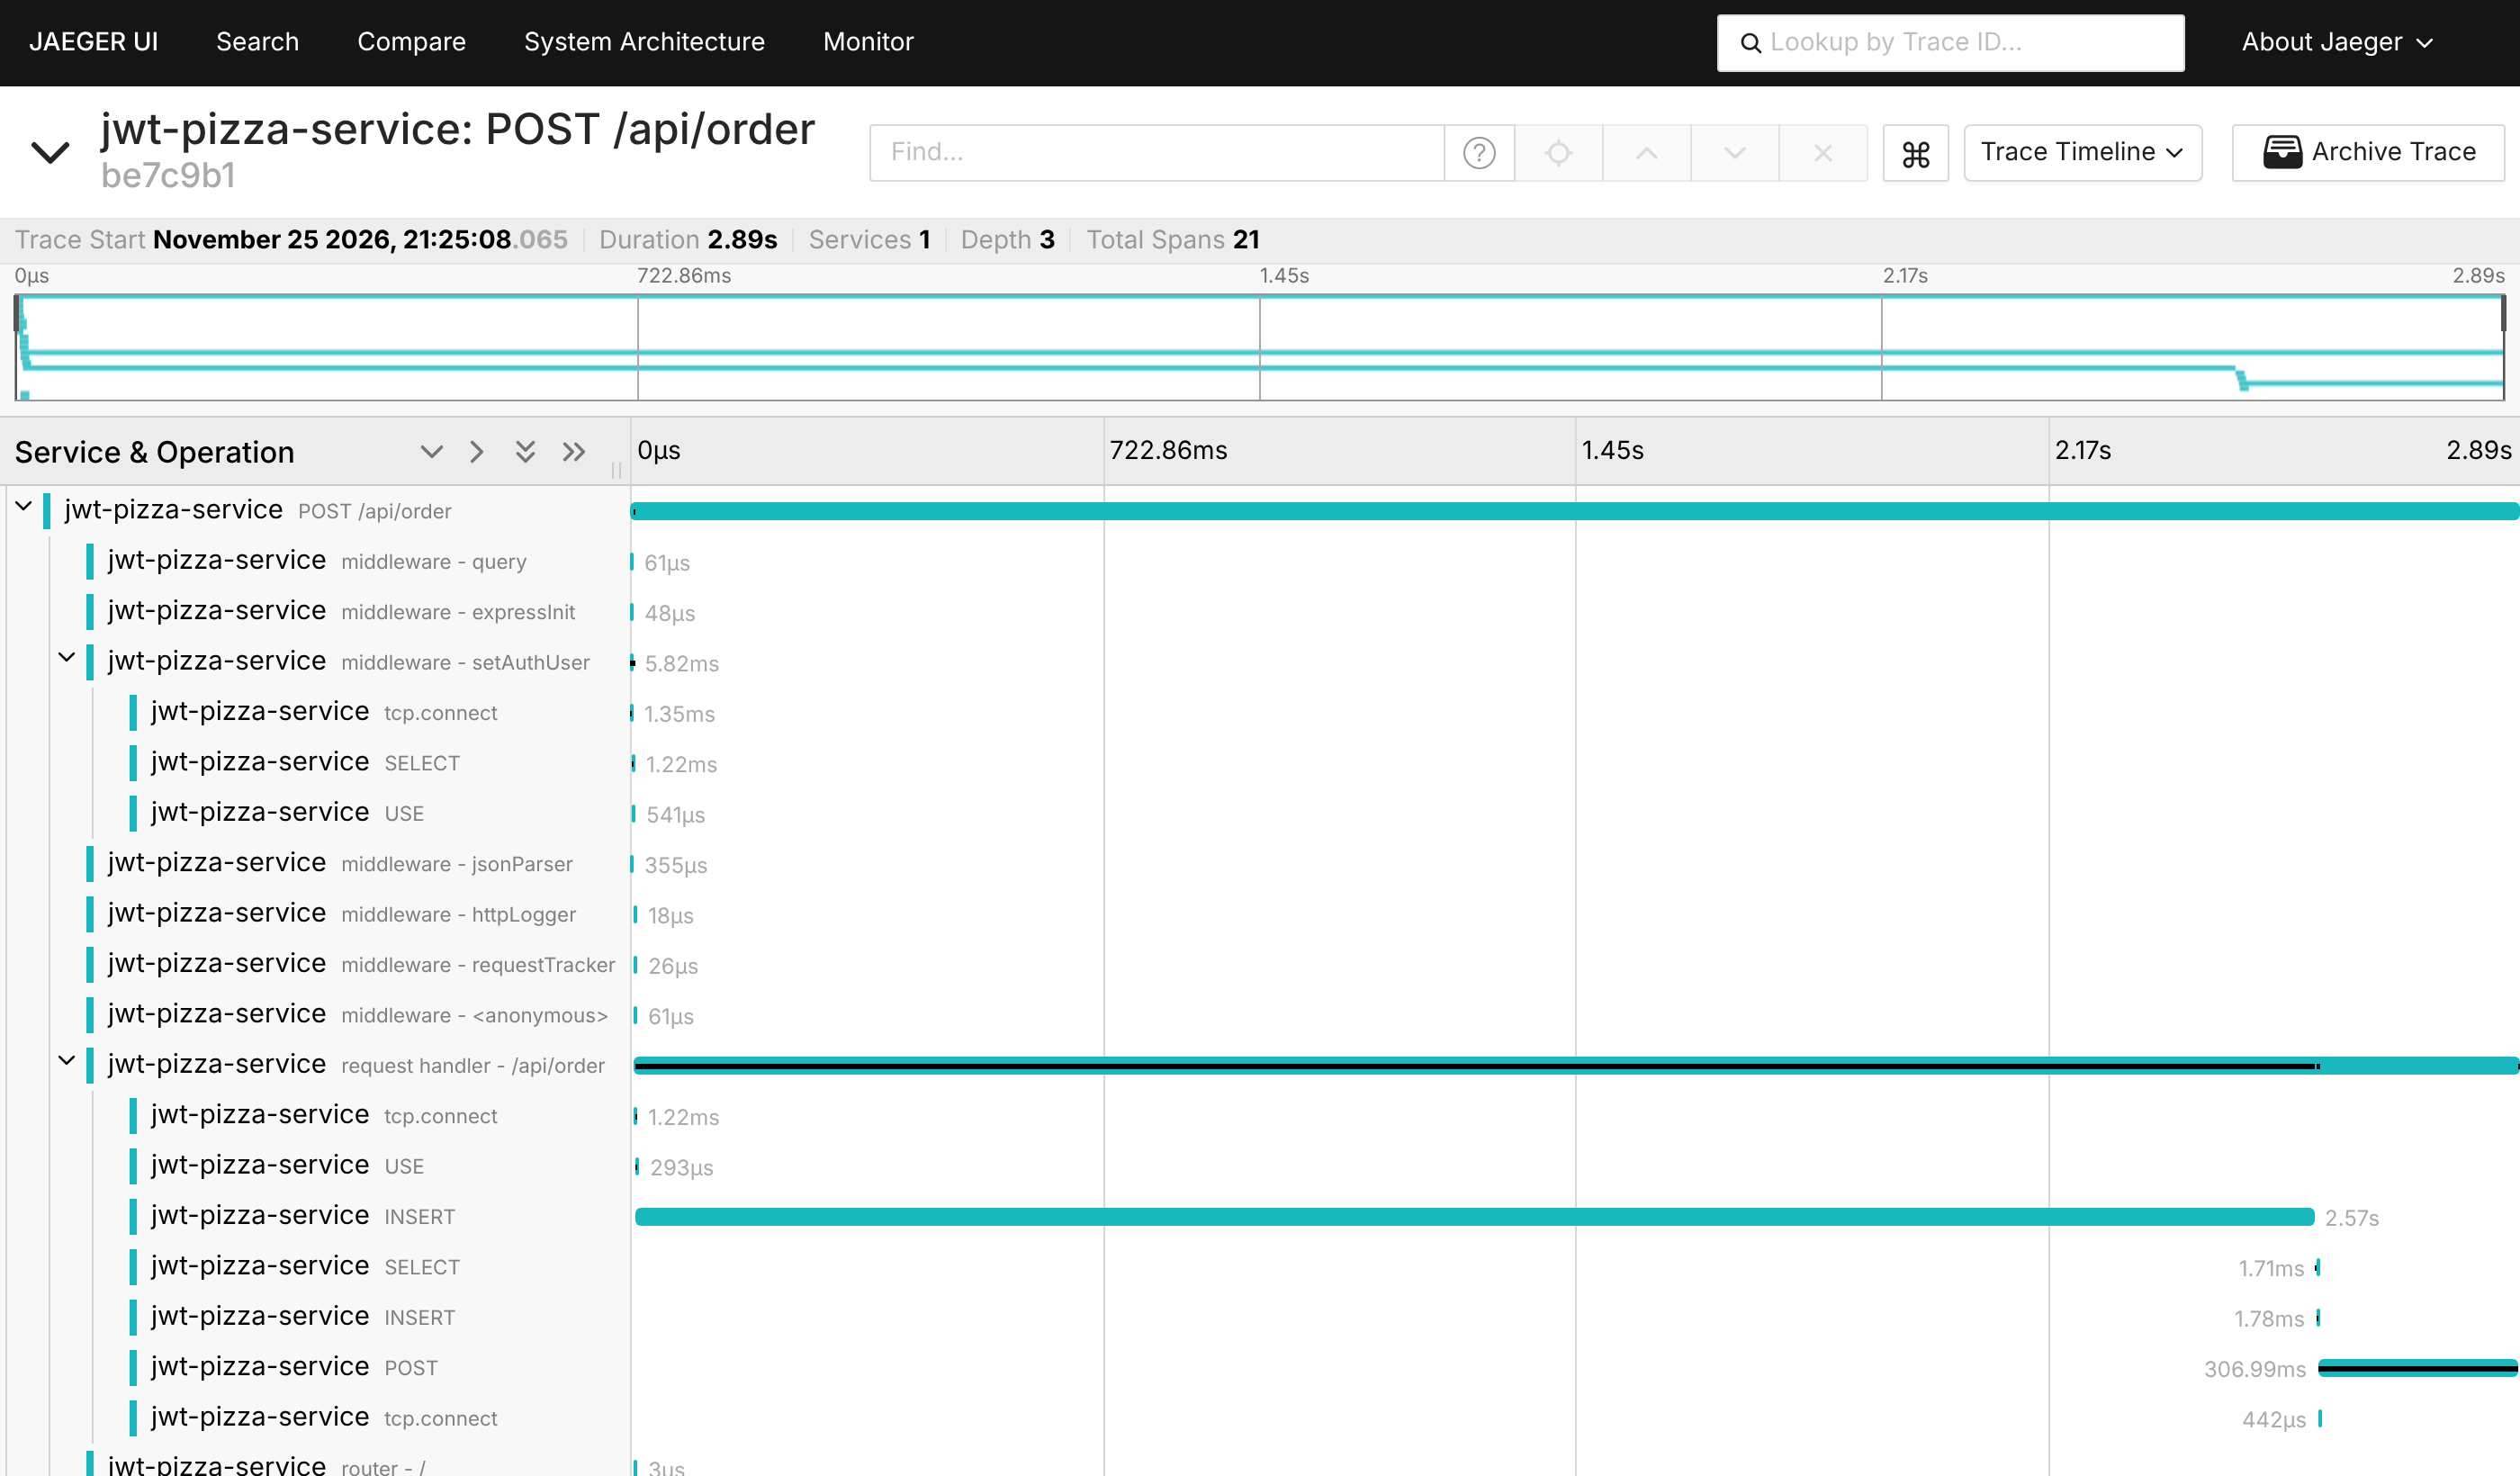 JAEGER UI Search Compare System Architecture Monitor Lookup by Trace ID... About Jaeger
jwt-pizza-service: POST /api/order
be7c9b1
Find... ? ⌘ Trace Timeline Archive Trace
Trace Start November 25 2026, 21:25:08.065 Duration 2.89s Services 1 Depth 3 Total Spans 21
0μs 722.86ms 1.45s 2.17s 2.89s
Service & Operation 0μs 722.86ms 1.45s 2.17s 2.89s
jwt-pizza-service POST /api/order
jwt-pizza-service middleware - query 61μs
jwt-pizza-service middleware - expressInit 48μs
jwt-pizza-service middleware - setAuthUser 5.82ms
jwt-pizza-service tcp.connect 1.35ms
jwt-pizza-service SELECT 1.22ms
jwt-pizza-service USE 541μs
jwt-pizza-service middleware - jsonParser 355μs
jwt-pizza-service middleware - httpLogger 18μs
jwt-pizza-service middleware - requestTracker 26μs
jwt-pizza-service middleware - <anonymous> 61μs
jwt-pizza-service request handler - /api/order
jwt-pizza-service tcp.connect 1.22ms
jwt-pizza-service USE 293μs
jwt-pizza-service INSERT 2.57s
jwt-pizza-service SELECT 1.71ms
jwt-pizza-service INSERT 1.78ms
jwt-pizza-service POST 306.99ms
jwt-pizza-service tcp.connect 442μs
jwt-pizza-service router - / 3μs